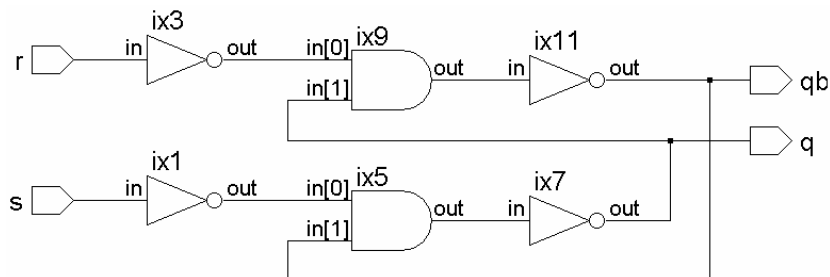 ix3 ix9 ix11
r in out in[0] out in out qb
in[1] q
ix1 ix5 ix7
s in out in[0] out in out
in[1]